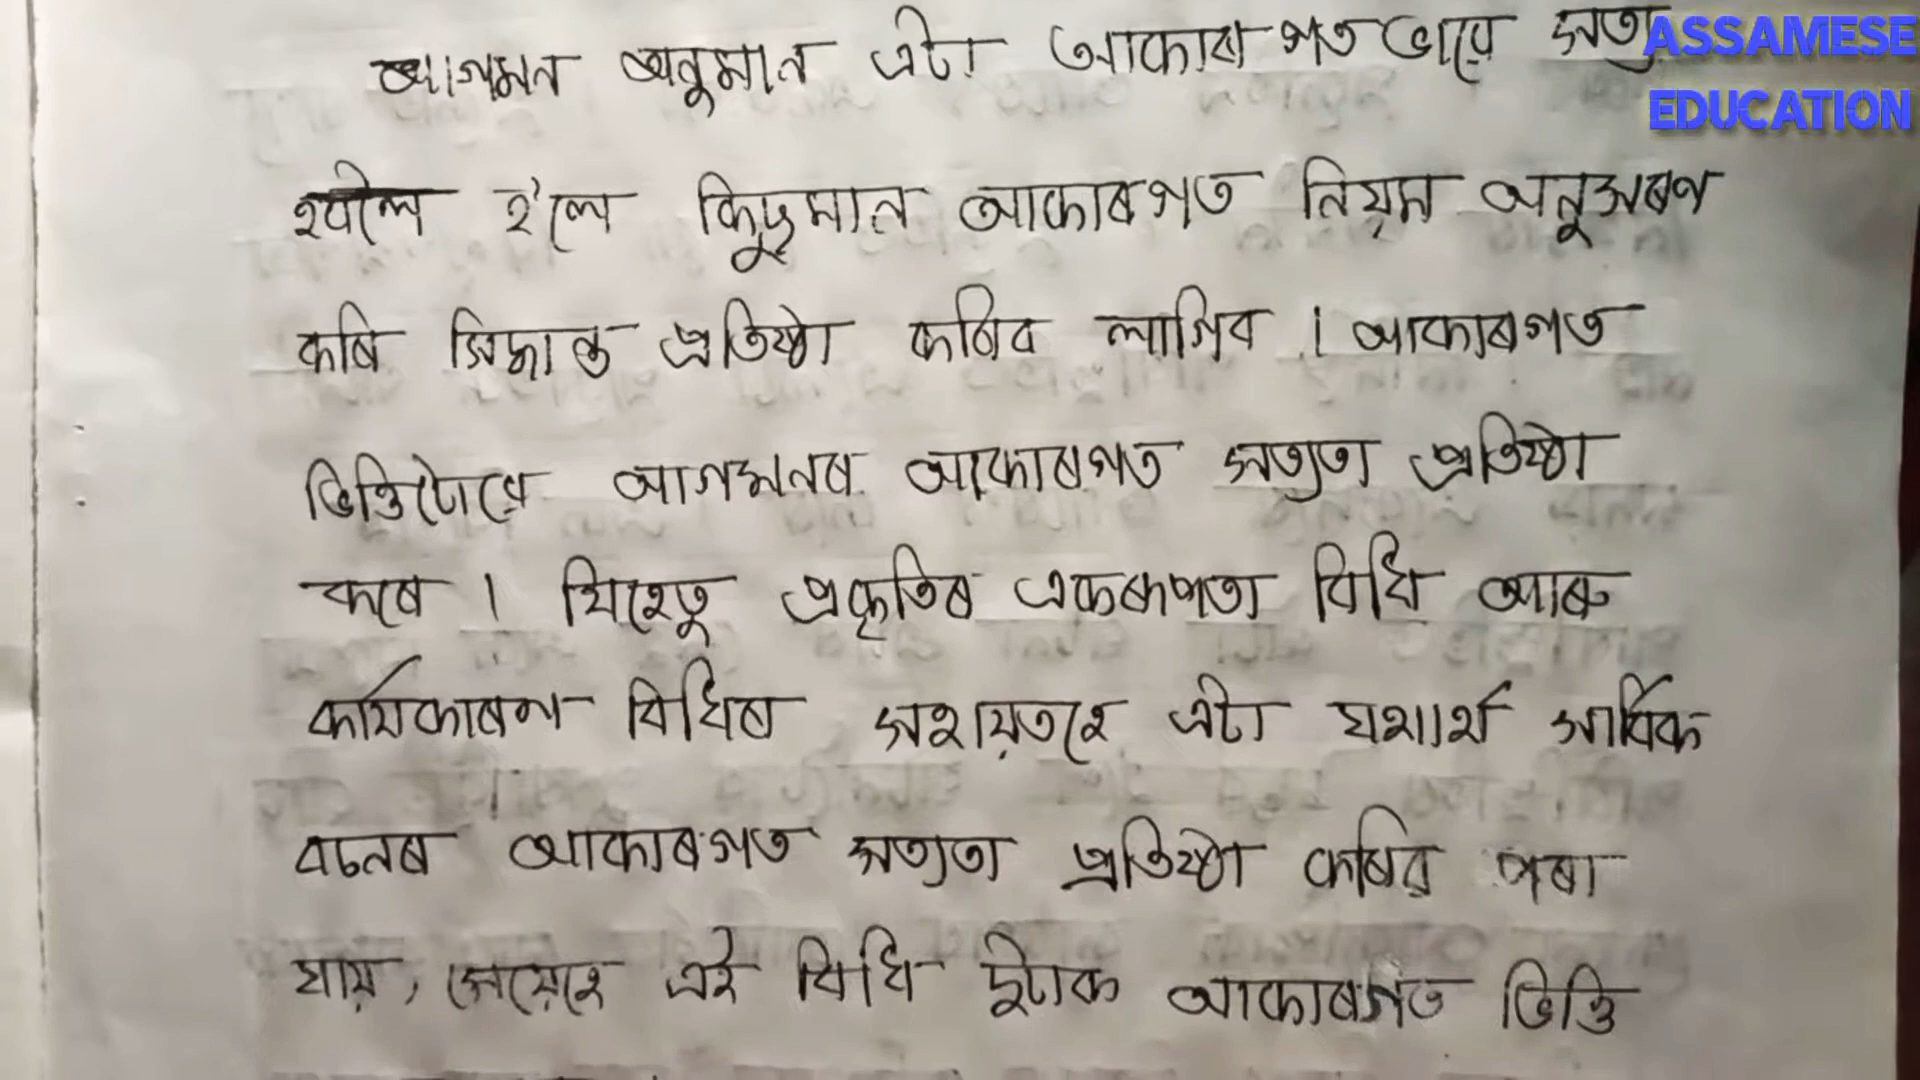 আগমন অনুমান এটা আকাৰ গত ভাৱে সত্য
ASSAMESE
EDUCATION
হ'লে কিছুমান আকাৰগত নিয়ম অনুসৰণ
কৰি সিদ্ধান্ত প্ৰতিষ্ঠা কৰিব লাগিব । আকাৰগত
ভিত্তিটোৱে আগমনৰ আকাৰগত সত্যতা প্ৰতিষ্ঠা
কৰে । যিহেতু প্ৰকৃতিৰ একৰূপতা বিধি আৰু
কাৰ্যকাৰণ বিধিৰ সহায়তহে এটা যথাৰ্থ সাৰ্বিক
বচনৰ আকাৰগত সত্যতা প্ৰতিষ্ঠা কৰিব পৰা
যায়, সেয়েহে এই বিধি দুটাক আকাৰগত ভিত্তি